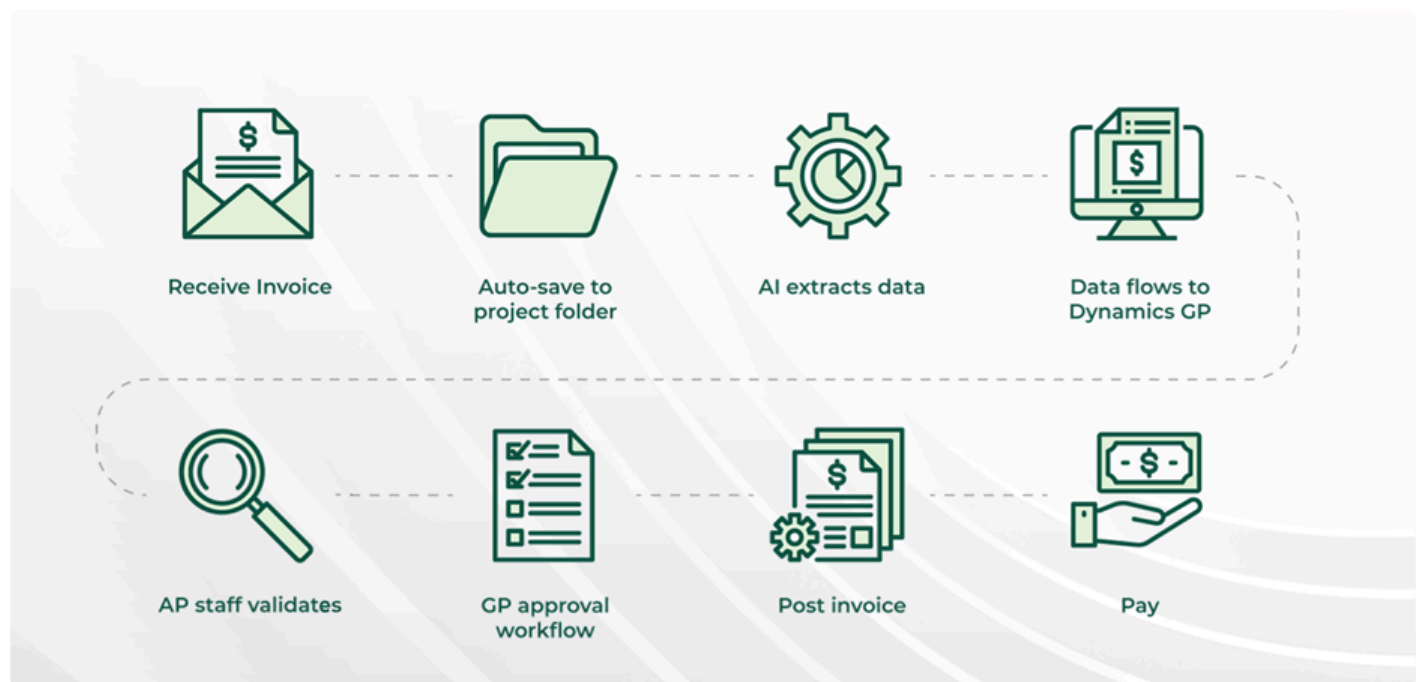 $
$
Receive Invoice
Auto-save to
project folder
AI extracts data
Data flows to
Dynamics GP
$
$
AP staff validates
GP approval
workflow
Post invoice
Pay